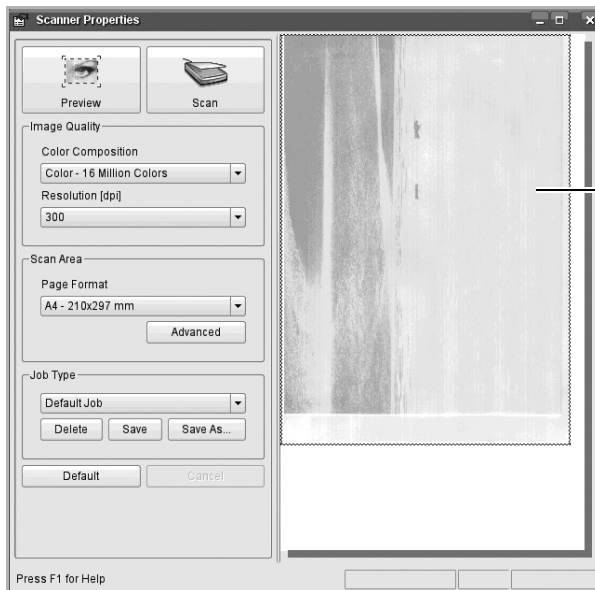 Scanner Properties
Preview
Scan
Image Quality
Color Composition
Color - 16 Million Colors
Resolution [dpi]
300
Scan Area
Page Format
A4 - 210x297 mm
Advanced
Job Type
Default Job
Delete Save Save As...
Default Cancel
Press F1 for Help